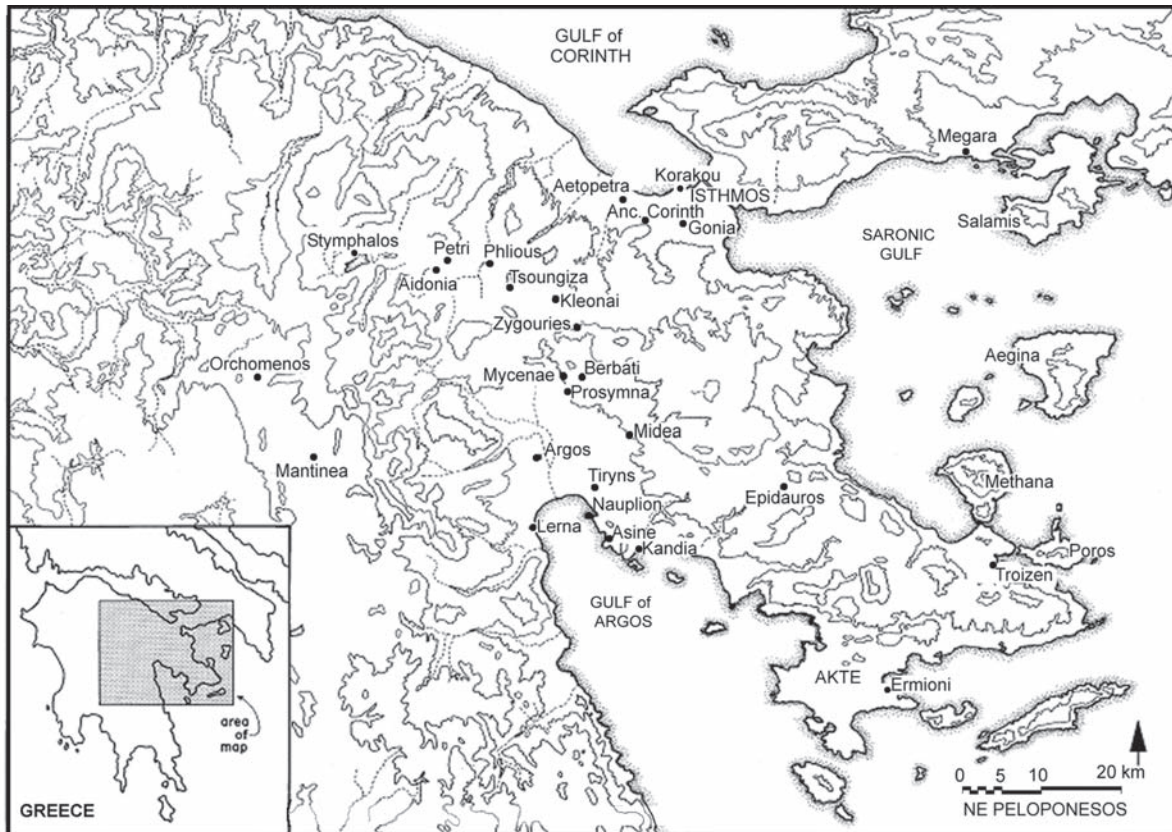 GULF of
CORINTH
Megara
Korakou
Aetopetra
ISTHMOS
Anc. Corinth
Gonia
Salamis
SARONIC
GULF
Stymphalos
Petri
Phlious
Aidonia
Tsoungiza
Kleonai
Zygouries
Aegina
Orchomenos
Mycenae
Berbati
Prosymna
Midea
Mantinea
Argos
Tiryns
Epidauros
Methana
Nauplion
Lerna
Asine
Kandia
Poros
Troizen
GULF of
ARGOS
AKTE
Ermioni
area
of
map
GREECE
0 5 10 20 km
NE PELOPONESOS